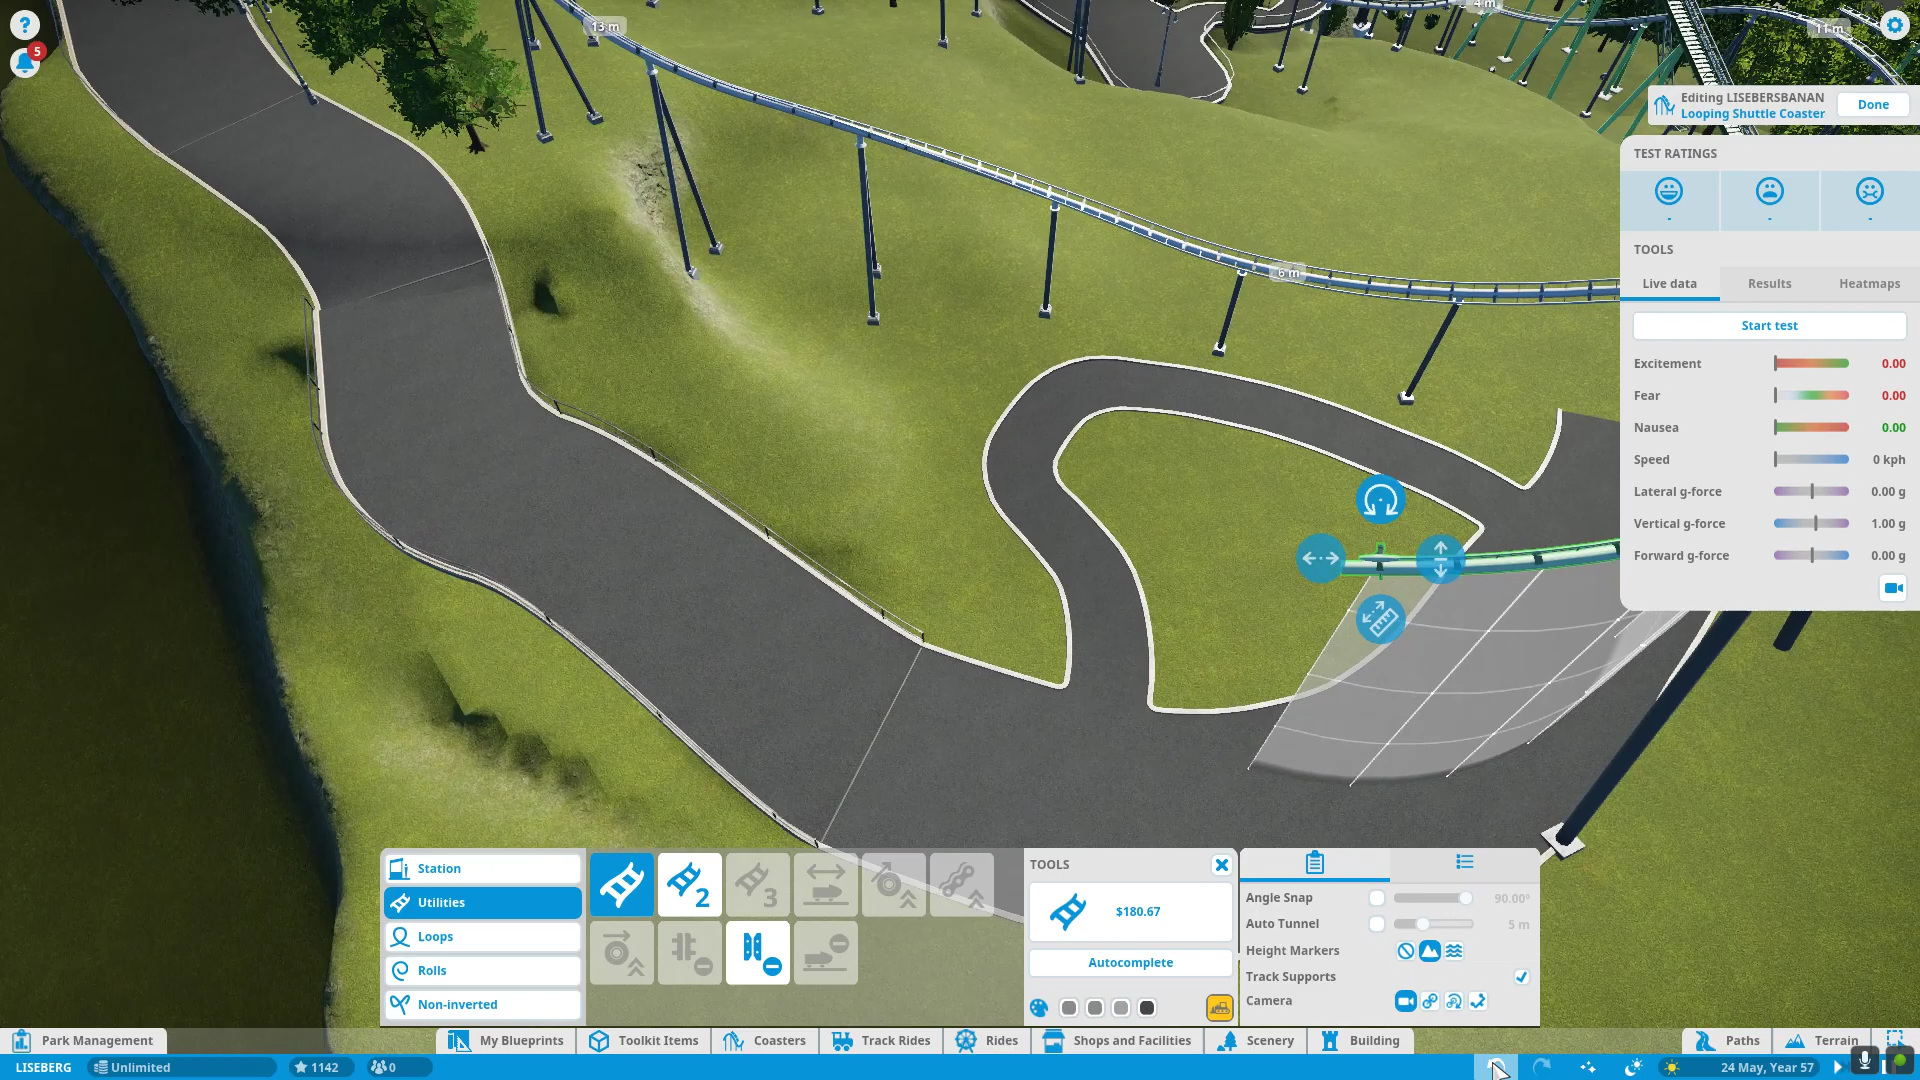 ?
5
13 m
4 m
11 m
6 m
Editing LISEBERSBANAN
Looping Shuttle Coaster
Done
TEST RATINGS
- - -
TOOLS
Live data Results Heatmaps
Start test
Excitement 0.00
Fear 0.00
Nausea 0.00
Speed 0 kph
Lateral g-force 0.00 g
Vertical g-force 1.00 g
Forward g-force 0.00 g
Station
Utilities
Loops
Rolls
Non-inverted
2
3
TOOLS
$180.67
Autocomplete
Angle Snap 90.00°
Auto Tunnel 5 m
Height Markers
Track Supports
Camera
Park Management
My Blueprints
Toolkit Items
Coasters
Track Rides
Rides
Shops and Facilities
Scenery
Building
Paths
Terrain
LISEBERG
Unlimited
1142
0
24 May, Year 57